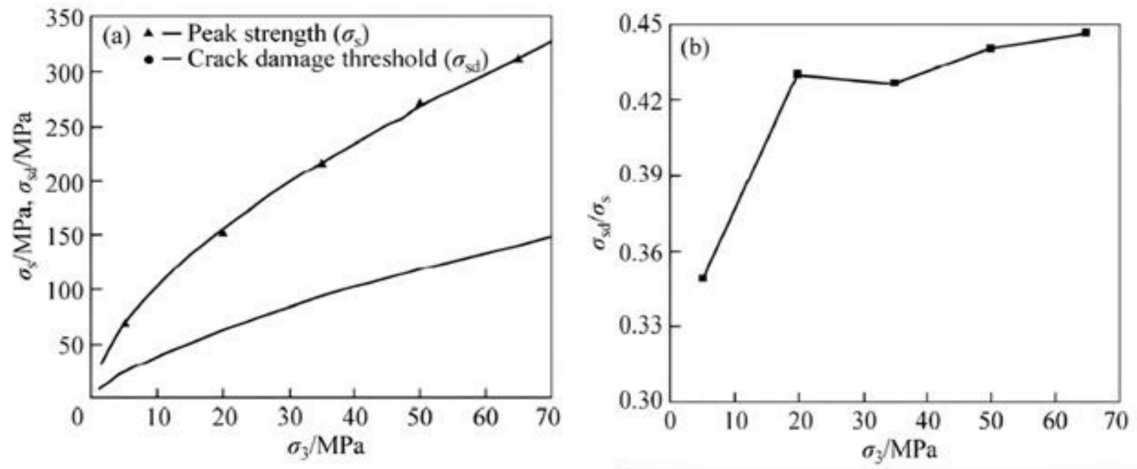 (a) ▲ — Peak strength (σs)
● — Crack damage threshold (σsd)
350
300
250
200
150
100
50
0 10 20 30 40 50 60 70
σ3/MPa
σs/MPa, σsd/MPa
(b)
0.45
0.42
0.39
0.36
0.33
0.30
0 10 20 30 40 50 60 70
σ3/MPa
σsd/σs